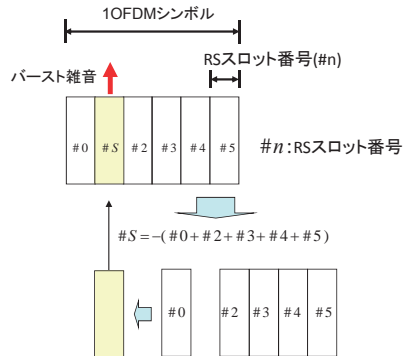 1OFDMシンボル
RSスロット番号(#n)
バースト雑音
#0 #S #2 #3 #4 #5
#n:RSスロット番号
#S=−(#0+#2+#3+#4+#5)
#0 #2 #3 #4 #5